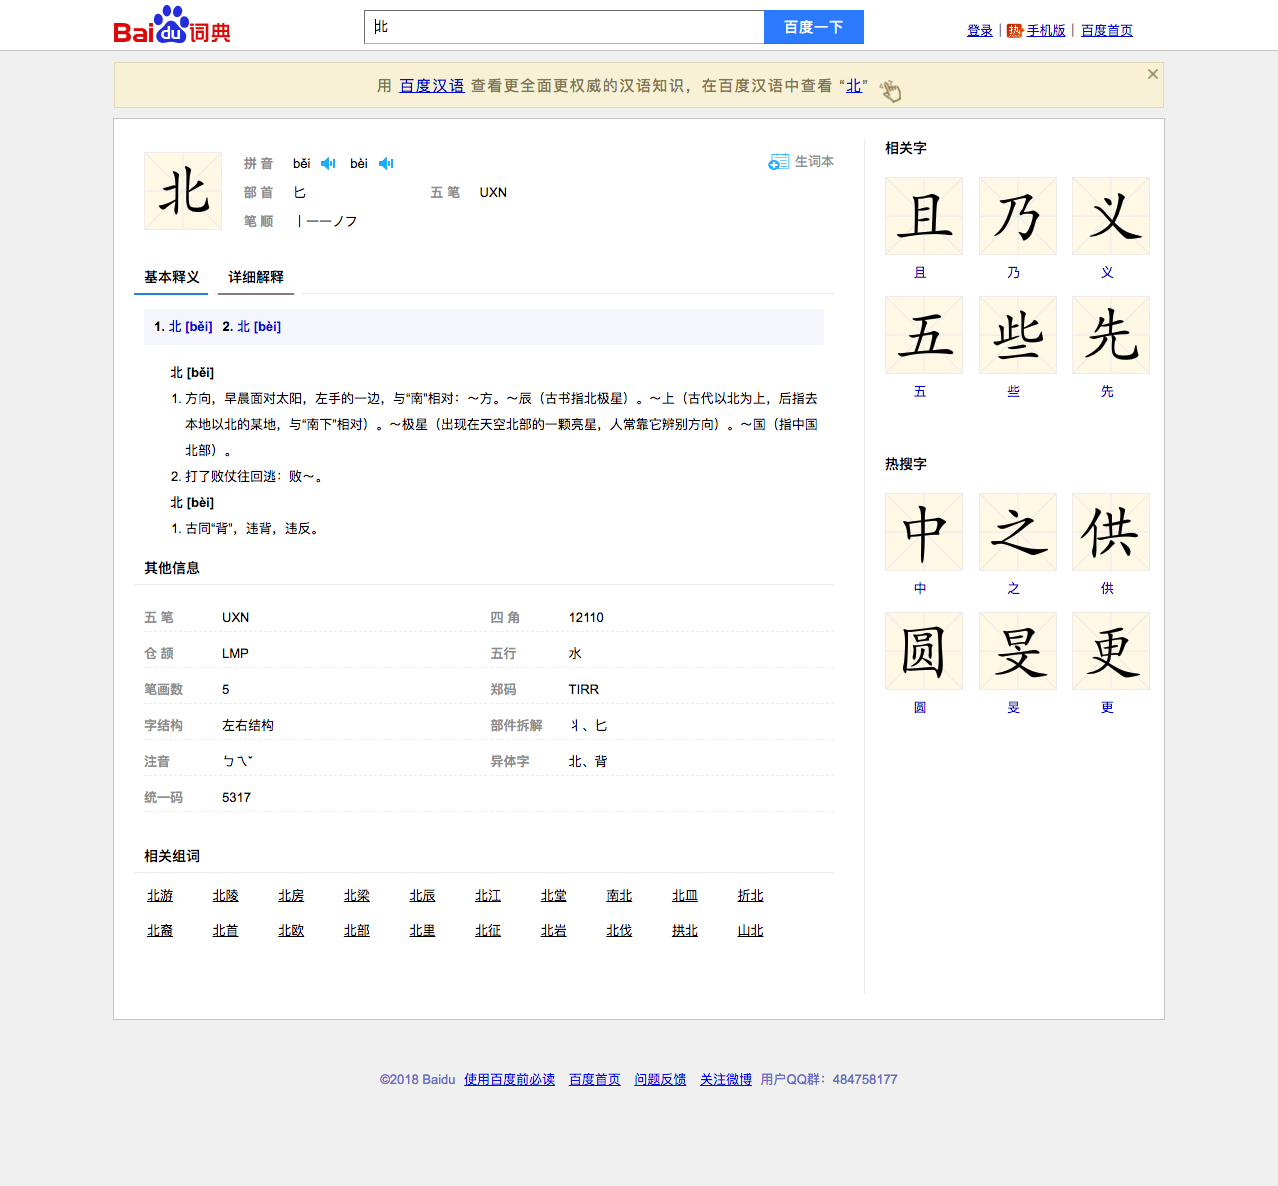 Bai du 词典
北
百度一下
登录 | 热 手机版 | 百度首页
用 百度汉语 查看更全面更权威的汉语知识，在百度汉语中查看 “北”
北
拼 音 běi bèi
生词本
部 首 匕 五 笔 UXN
笔 顺 丨一一ノフ
基本释义 详细解释
1. 北 [běi] 2. 北 [bèi]
北 [běi]
1. 方向，早晨面对太阳，左手的一边，与“南”相对：～方。～辰（古书指北极星）。～上（古代以北为上，后指去
本地以北的某地，与“南下”相对）。～极星（出现在天空北部的一颗亮星，人常靠它辨别方向）。～国（指中国
北部）。
2. 打了败仗往回逃：败～。
北 [bèi]
1. 古同“背”，违背，违反。
其他信息
五 笔 UXN 四 角 12110
仓 颉 LMP 五行 水
笔画数 5 郑码 TIRR
字结构 左右结构 部件拆解 丬、匕
注音 ㄅㄟˇ 异体字 北、背
统一码 5317
相关组词
北游 北陵 北房 北梁 北辰 北江 北堂 南北 北皿 折北
北裔 北首 北欧 北部 北里 北征 北岩 北伐 拱北 山北
相关字
且 乃 义
且 乃 义
五 些 先
五 些 先
热搜字
中 之 供
中 之 供
圆 旻 更
圆 旻 更
©2018 Baidu 使用百度前必读 百度首页 问题反馈 关注微博 用户QQ群：484758177